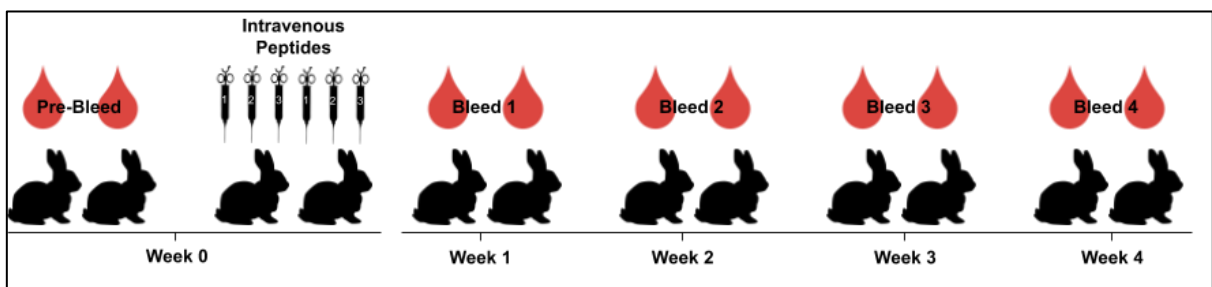 Intravenous
Peptides
Pre-Bleed
1 2 3 1 2 3
Bleed 1
Bleed 2
Bleed 3
Bleed 4
Week 0
Week 1
Week 2
Week 3
Week 4